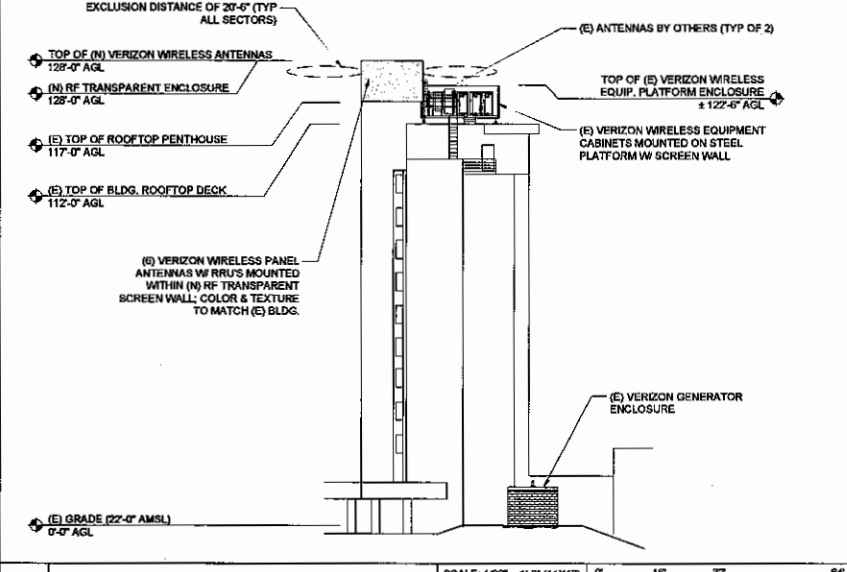 EXCLUSION DISTANCE OF 20'-6" (TYP
ALL SECTORS)
TOP OF (N) VERIZON WIRELESS ANTENNAS
128'-0" AGL
(N) RF TRANSPARENT ENCLOSURE
128'-0" AGL
(E) TOP OF ROOFTOP PENTHOUSE
117'-0" AGL
(E) TOP OF BLDG. ROOFTOP DECK
112'-0" AGL
(6) VERIZON WIRELESS PANEL
ANTENNAS W/ RRU'S MOUNTED
WITHIN (N) RF TRANSPARENT
SCREEN WALL; COLOR & TEXTURE
TO MATCH (E) BLDG.
(E) GRADE (22'-0" AMSL)
0'-0" AGL
(E) ANTENNAS BY OTHERS (TYP OF 2)
TOP OF (E) VERIZON WIRELESS
EQUIP. PLATFORM ENCLOSURE
± 122'-6" AGL
(E) VERIZON WIRELESS EQUIPMENT
CABINETS MOUNTED ON STEEL
PLATFORM W/ SCREEN WALL
(E) VERIZON GENERATOR
ENCLOSURE